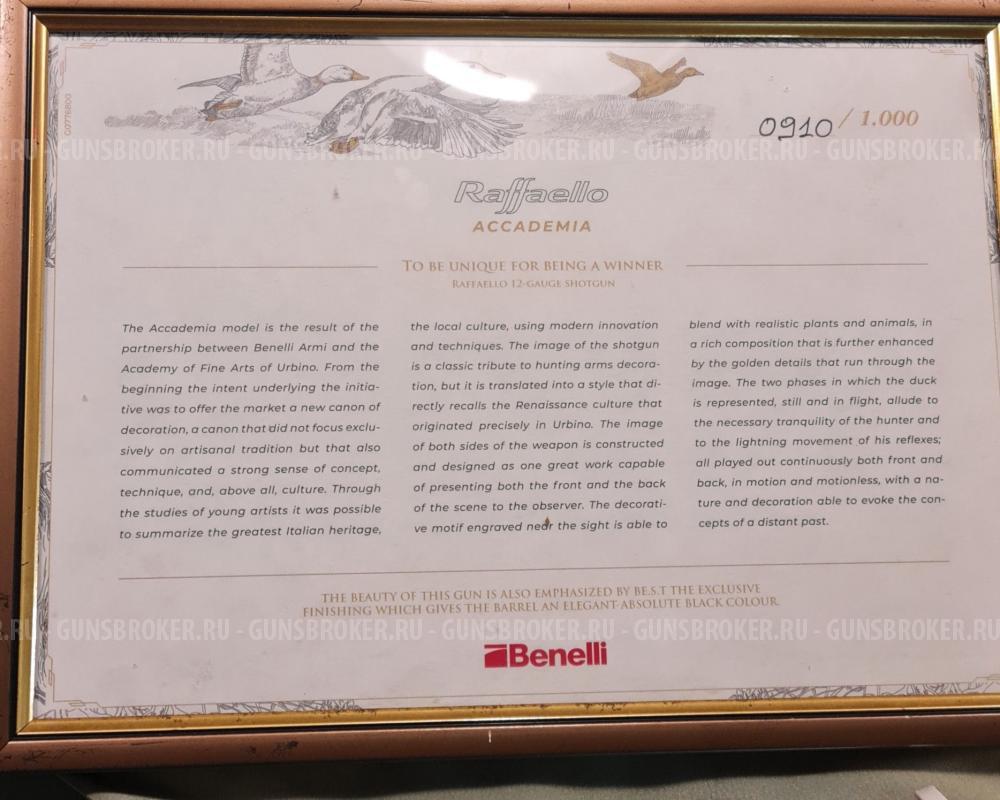 G0776800
0910 / 1.000
Raffaello
ACCADEMIA
TO BE UNIQUE FOR BEING A WINNER
RAFFAELLO 12-GAUGE SHOTGUN
The Accademia model is the result of the
partnership between Benelli Armi and the
Academy of Fine Arts of Urbino. From the
beginning the intent underlying the initia-
tive was to offer the market a new canon of
decoration, a canon that did not focus exclu-
sively on artisanal tradition but that also
communicated a strong sense of concept,
technique, and, above all, culture. Through
the studies of young artists it was possible
to summarize the greatest Italian heritage,
the local culture, using modern innovation
and techniques. The image of the shotgun
is a classic tribute to hunting arms decora-
tion, but it is translated into a style that di-
rectly recalls the Renaissance culture that
originated precisely in Urbino. The image
of both sides of the weapon is constructed
and designed as one great work capable
of presenting both the front and the back
of the scene to the observer. The decorati-
ve motif engraved near the sight is able to
blend with realistic plants and animals, in
a rich composition that is further enhanced
by the golden details that run through the
image. The two phases in which the duck
is represented, still and in flight, allude to
the necessary tranquility of the hunter and
to the lightning movement of his reflexes;
all played out continuously both front and
back, in motion and motionless, with a na-
ture and decoration able to evoke the con-
cepts of a distant past.
THE BEAUTY OF THIS GUN IS ALSO EMPHASIZED BY BE.S.T THE EXCLUSIVE
FINISHING WHICH GIVES THE BARREL AN ELEGANT ABSOLUTE BLACK COLOUR.
Benelli
.RU - GUNSBROKER.RU - GUNSBROKER.RU - GUNSBROKER.RU - GUNSBROKER.RU - GUNSBROKER.RU
.RU - GUNSBROKER.RU - GUNSBROKER.RU - GUNSBROKER.RU - GUNSBROKER.RU - GUNSBROKER.RU